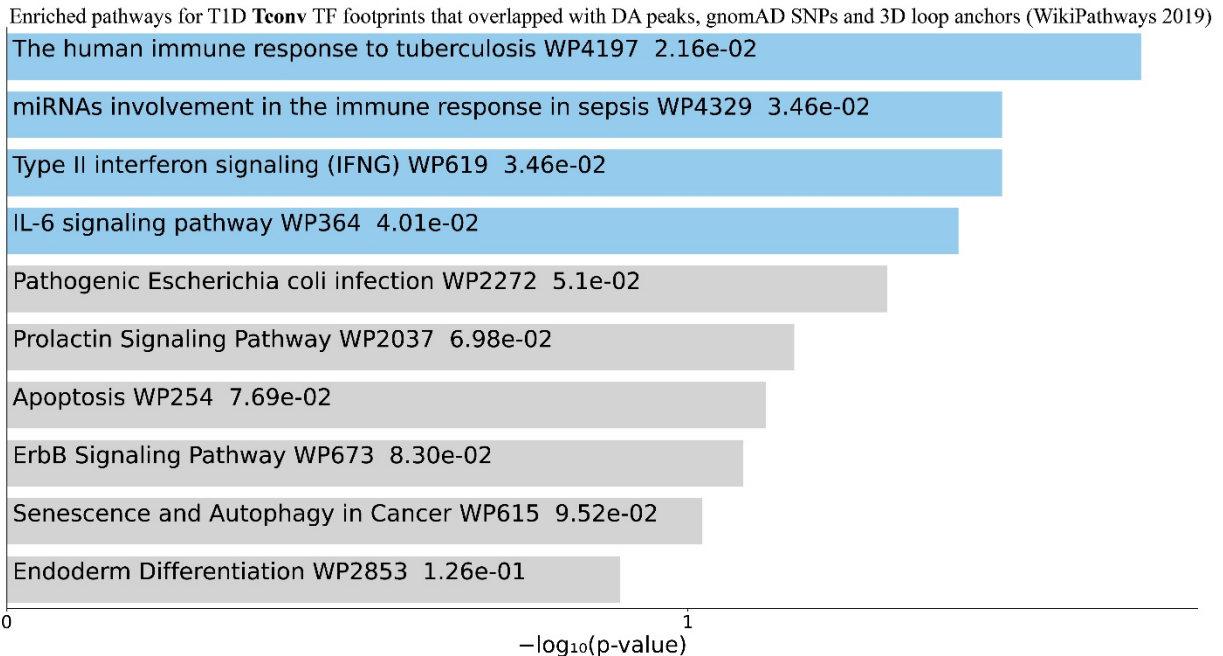 Enriched pathways for T1D Tconv TF footprints that overlapped with DA peaks, gnomAD SNPs and 3D loop anchors (WikiPathways 2019)
The human immune response to tuberculosis WP4197 2.16e-02
miRNAs involvement in the immune response in sepsis WP4329 3.46e-02
Type II interferon signaling (IFNG) WP619 3.46e-02
IL-6 signaling pathway WP364 4.01e-02
Pathogenic Escherichia coli infection WP2272 5.1e-02
Prolactin Signaling Pathway WP2037 6.98e-02
Apoptosis WP254 7.69e-02
ErbB Signaling Pathway WP673 8.30e-02
Senescence and Autophagy in Cancer WP615 9.52e-02
Endoderm Differentiation WP2853 1.26e-01
0 1
−log₁₀(p-value)